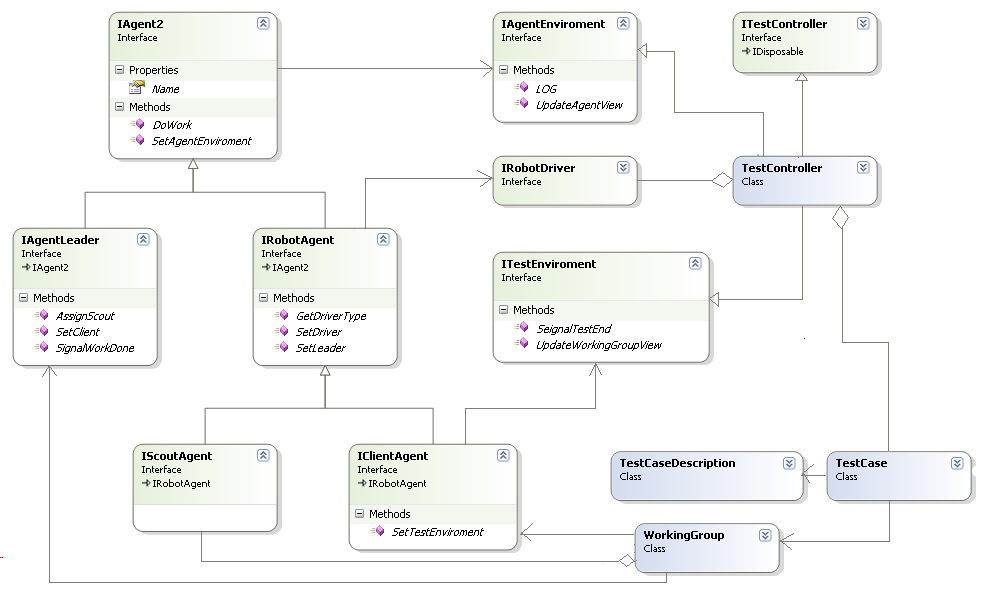 IAgent2
Interface
Properties
Name
Methods
DoWork
SetAgentEnviroment
IAgentEnviroment
Interface
Methods
LOG
UpdateAgentView
ITestController
Interface
IDisposable
IRobotDriver
Interface
TestController
Class
IAgentLeader
Interface
IAgent2
Methods
AssignScout
SetClient
SignalWorkDone
IRobotAgent
Interface
IAgent2
Methods
GetDriverType
SetDriver
SetLeader
ITestEnviroment
Interface
Methods
SeignalTestEnd
UpdateWorkingGroupView
IScoutAgent
Interface
IRobotAgent
IClientAgent
Interface
IRobotAgent
Methods
SetTestEnviroment
TestCaseDescription
Class
TestCase
Class
WorkingGroup
Class